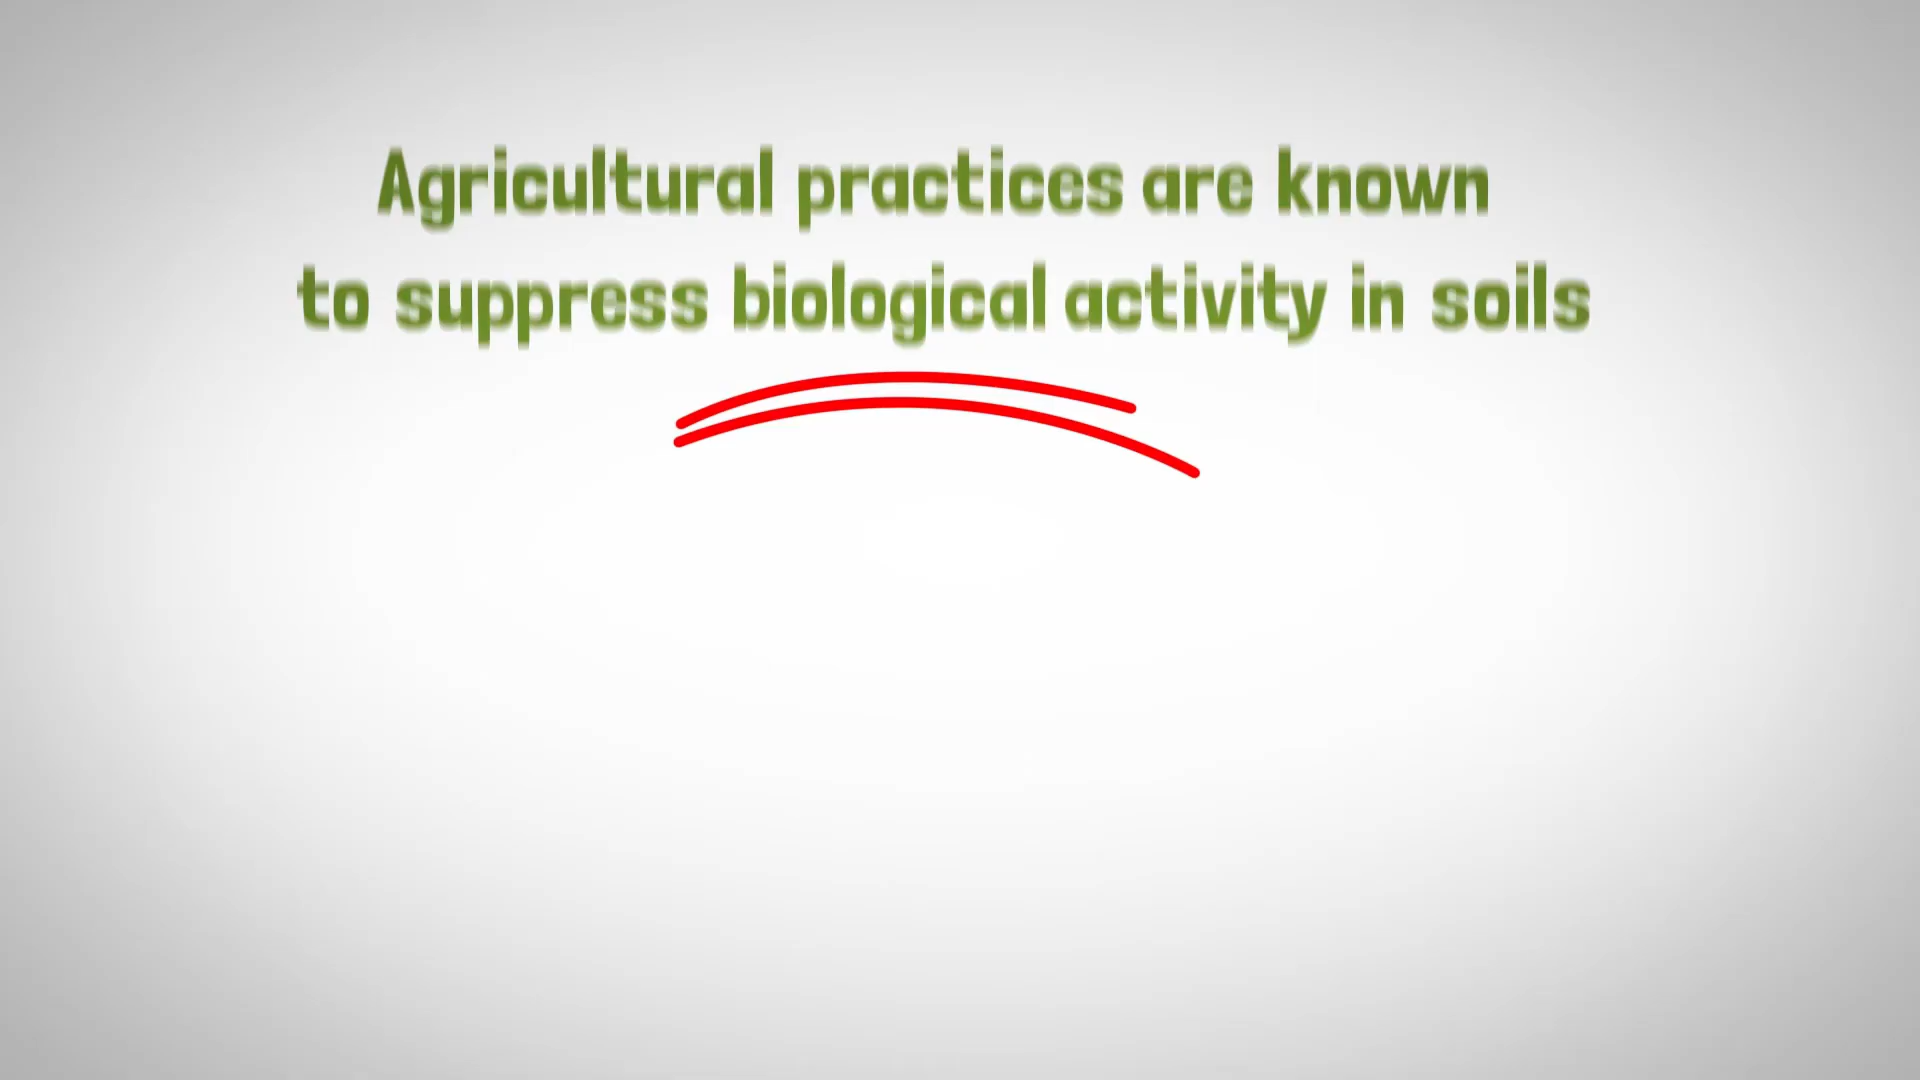 Agricultural practices are known
to suppress biological activity in soils